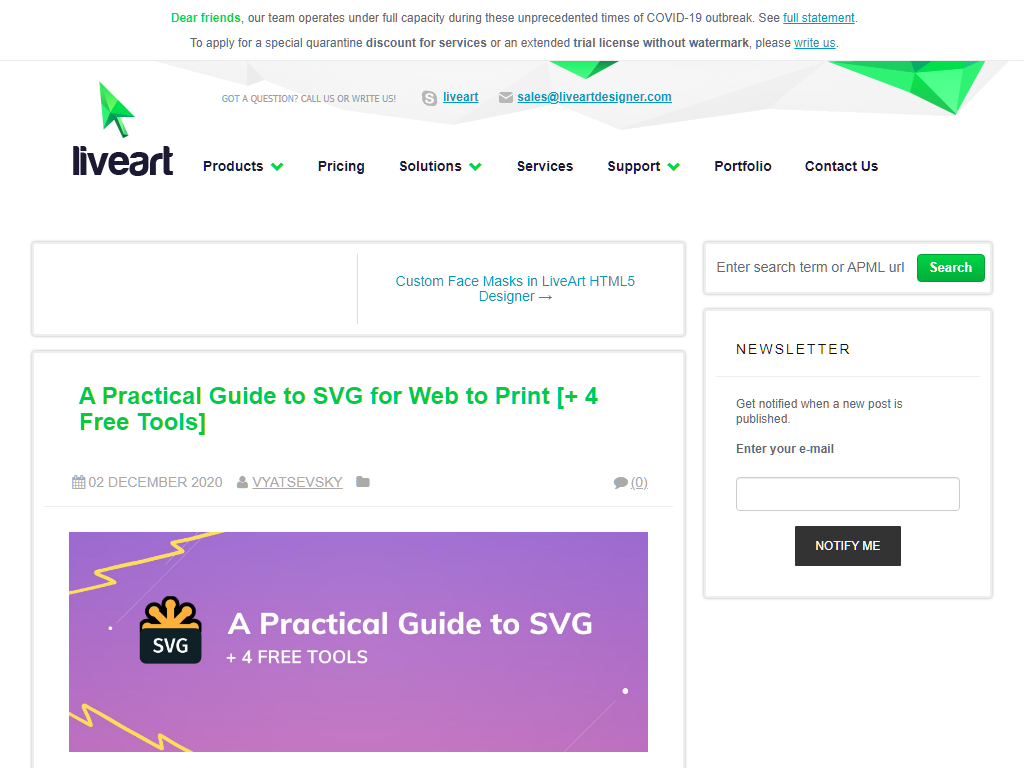 Dear friends, our team operates under full capacity during these unprecedented times of COVID-19 outbreak. See full statement.
To apply for a special quarantine discount for services or an extended trial license without watermark, please write us.
GOT A QUESTION? CALL US OR WRITE US!
liveart
sales@liveartdesigner.com
liveart
Products
Pricing
Solutions
Services
Support
Portfolio
Contact Us
Custom Face Masks in LiveArt HTML5
Designer →
Enter search term or APML url
Search
NEWSLETTER
Get notified when a new post is
published.
Enter your e-mail
NOTIFY ME
A Practical Guide to SVG for Web to Print [+ 4
Free Tools]
02 DECEMBER 2020
VYATSEVSKY
(0)
SVG
A Practical Guide to SVG
+ 4 FREE TOOLS